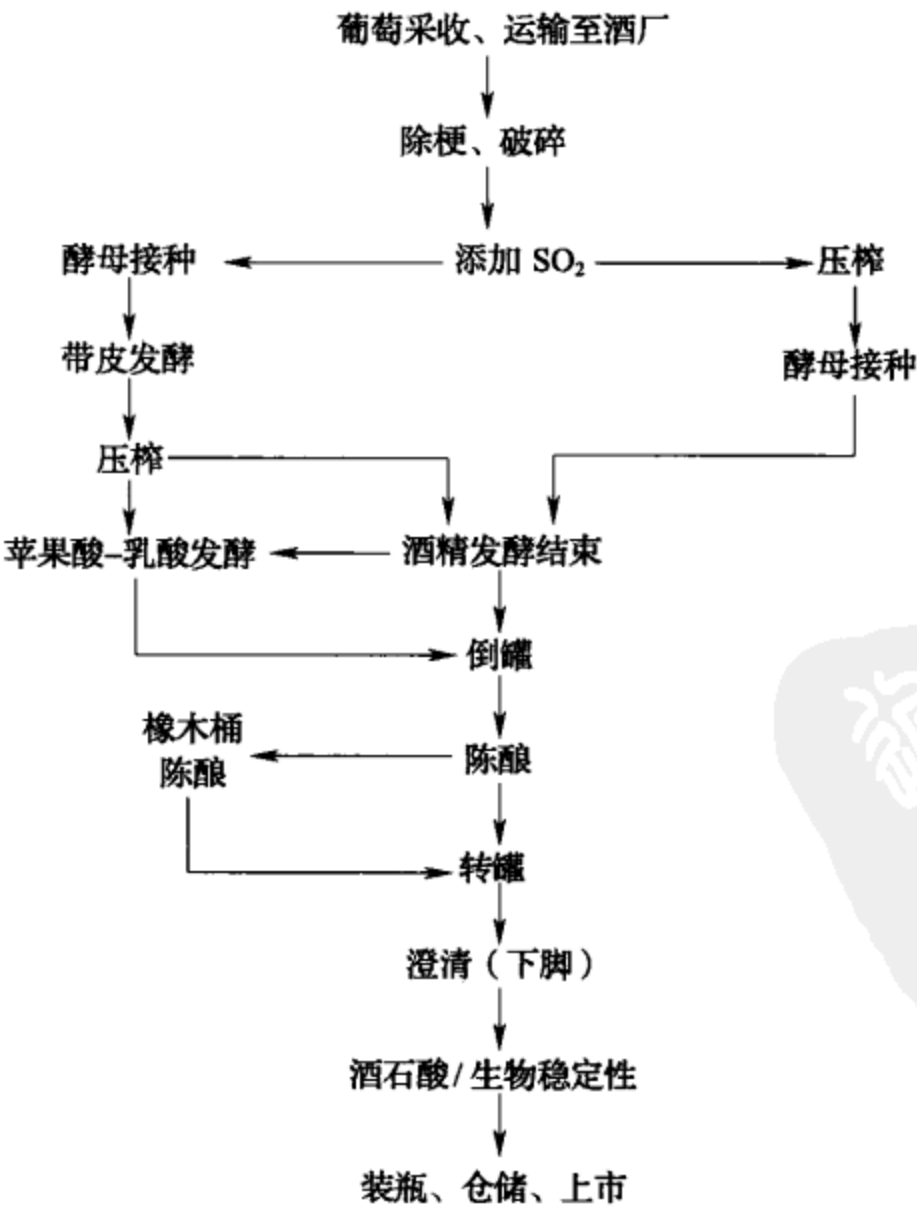 葡萄采收、运输至酒厂
除梗、破碎
酵母接种
添加 SO₂
压榨
带皮发酵
酵母接种
压榨
苹果酸–乳酸发酵
酒精发酵结束
倒罐
橡木桶
陈酿
陈酿
转罐
澄清（下脚）
酒石酸/生物稳定性
装瓶、仓储、上市